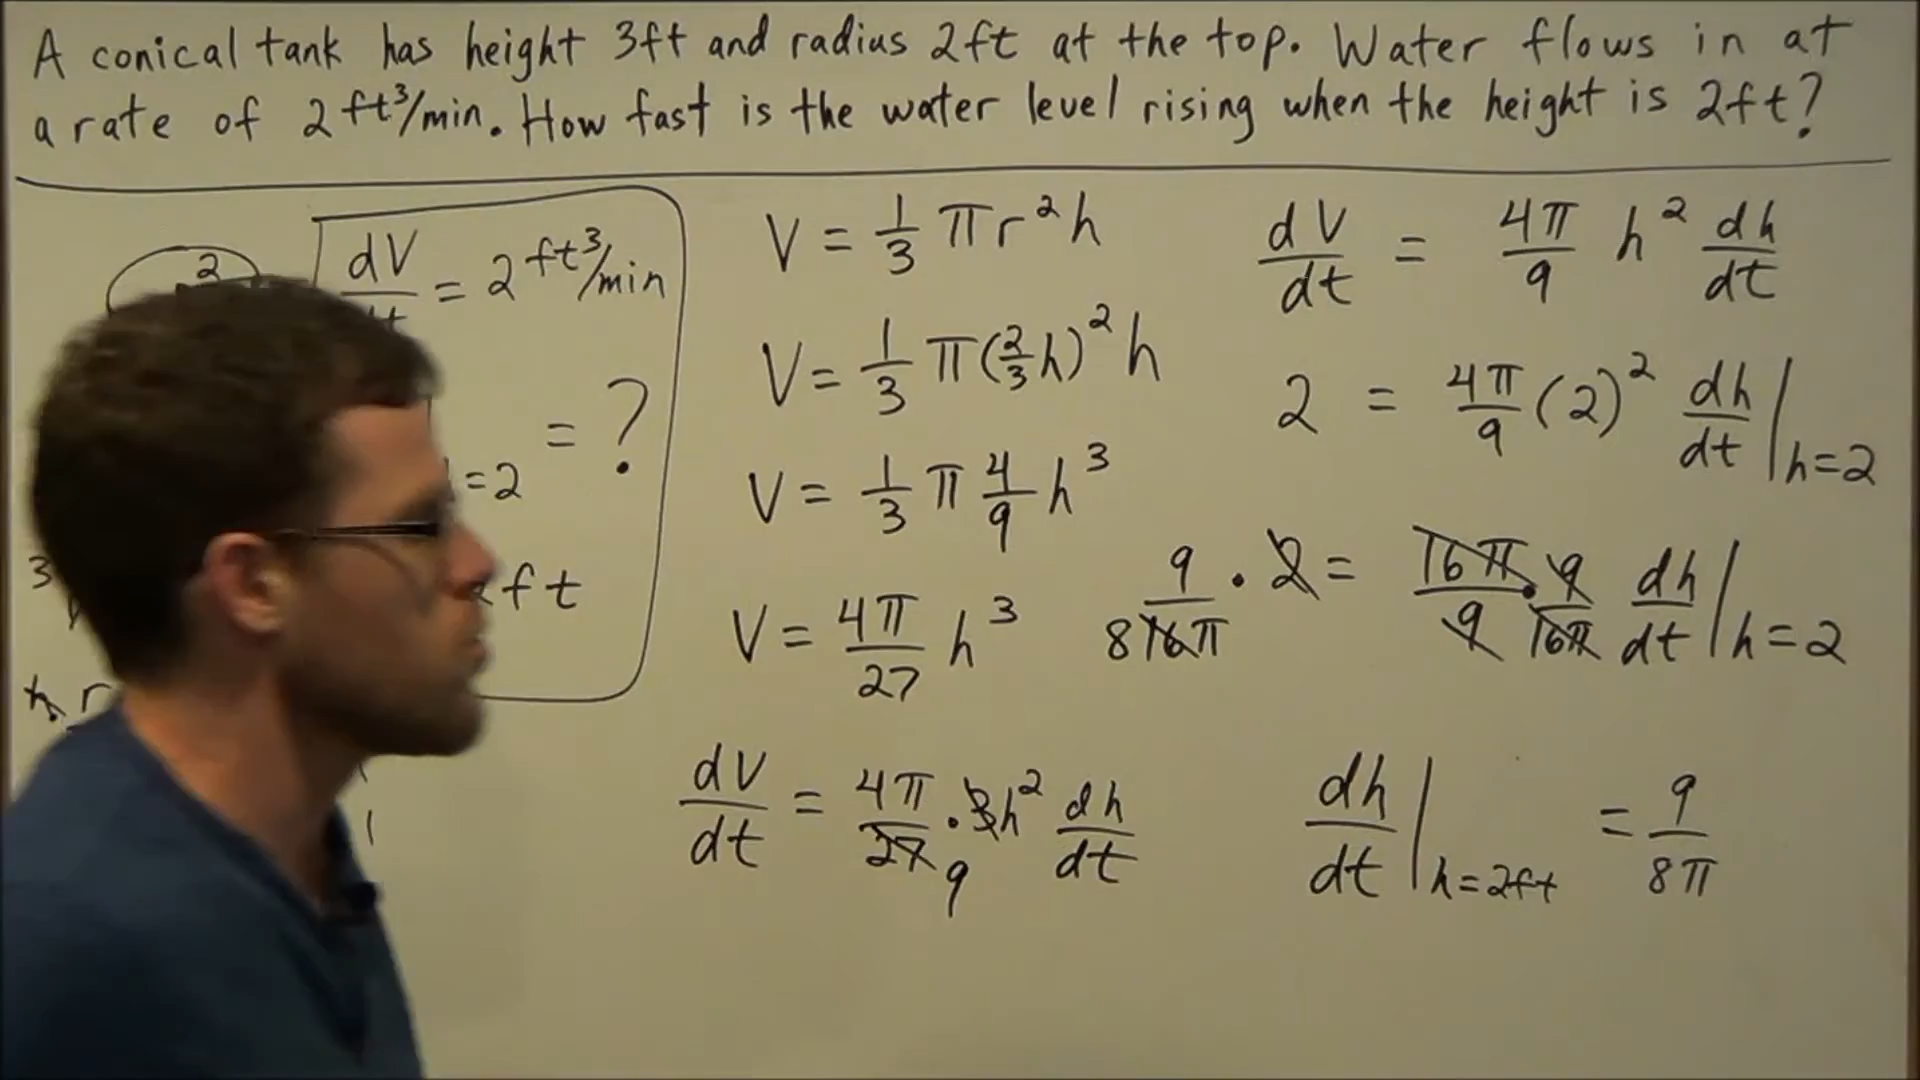 A conical tank has height 3ft and radius 2ft at the top. Water flows in at
a rate of 2 ft³/min. How fast is the water level rising when the height is 2ft?
2
dV = 2 ft³/min
= ?
=2
ft
3
r
V = 1/3 π r² h
V = 1/3 π (2/3 h)² h
V = 1/3 π 4/9 h³
V = 4π/27 h³
dV/dt = 4π/27 · 3h² dh/dt
9
dV/dt = 4π/9 h² dh/dt
2 = 4π/9 (2)² dh/dt | h=2
9/8 16π · 2 = 16π/9 · 9/16π dh/dt | h=2
dh/dt | h=2ft = 9/8π